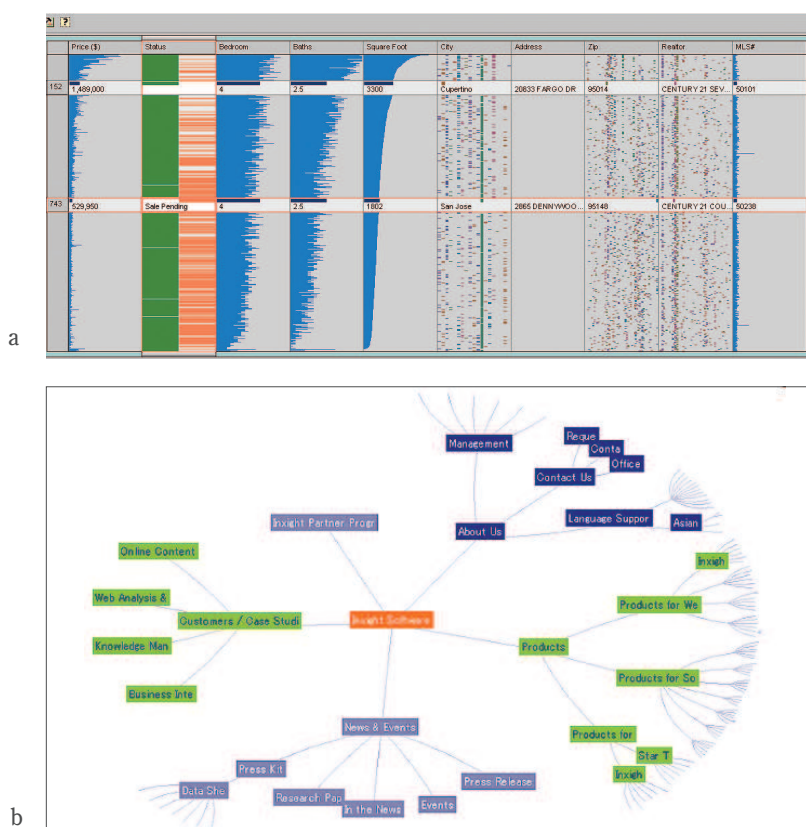 ?
Price ($) Status Bedroom Baths Square Foot City Address Zip Realtor MLS#
152 1,489,000 4 2.5 3300 Cupertino 20833 FARGO DR 95014 CENTURY 21 SEV... 50101
743 529,950 Sale Pending 4 2.5 1802 San Jose 2865 DENNYWOO... 95148 CENTURY 21 COU... 50238
a
Management
Reque
Conta
Office
Contact Us
Language Suppor
Asian
About Us
Inxight Partner Progr
Online Content
Web Analysis &
Customers / Case Studi
Knowledge Man
Business Inte
Inxight Software
Inxigh
Products for We
Products
Products for So
Products for
Star T
Inxigh
News & Events
Press Kit
Data She
Research Pap
In the News
Events
Press Release
b